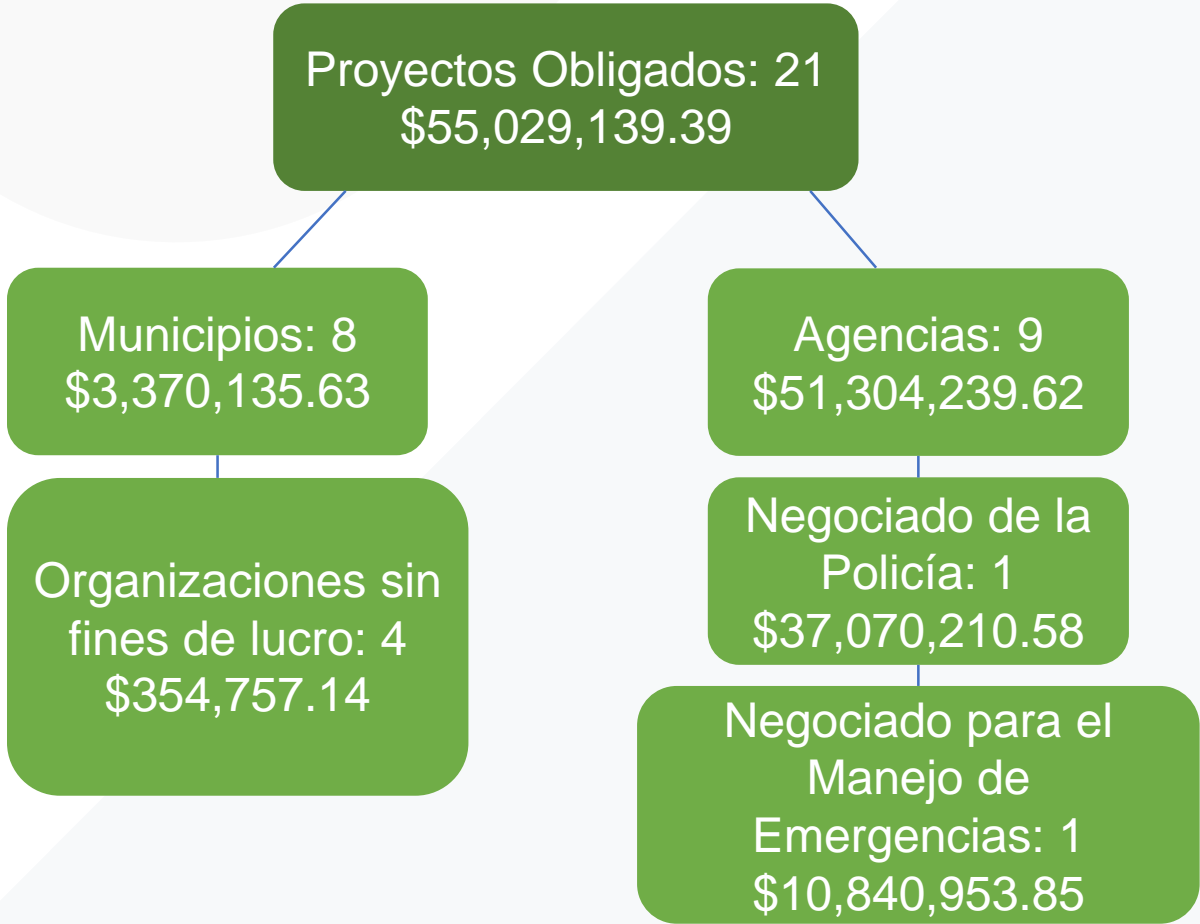 Proyectos Obligados: 21
$55,029,139.39
Municipios: 8
$3,370,135.63
Organizaciones sin
fines de lucro: 4
$354,757.14
Agencias: 9
$51,304,239.62
Negociado de la
Policía: 1
$37,070,210.58
Negociado para el
Manejo de
Emergencias: 1
$10,840,953.85